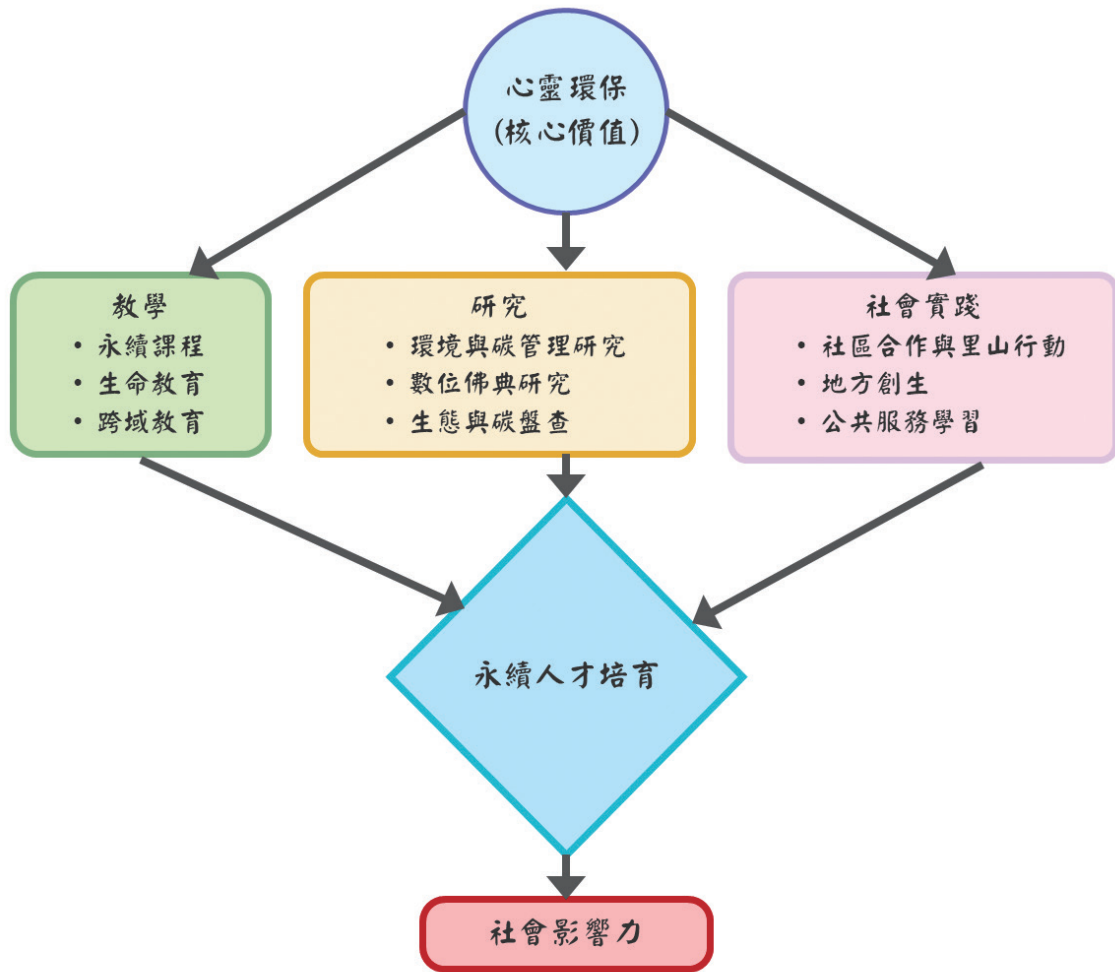 心靈環保
(核心價值)
教學
• 永續課程
• 生命教育
• 跨域教育
研究
• 環境與碳管理研究
• 數位佛典研究
• 生態與碳盤查
社會實踐
• 社區合作與里山行動
• 地方創生
• 公共服務學習
永續人才培育
社會影響力